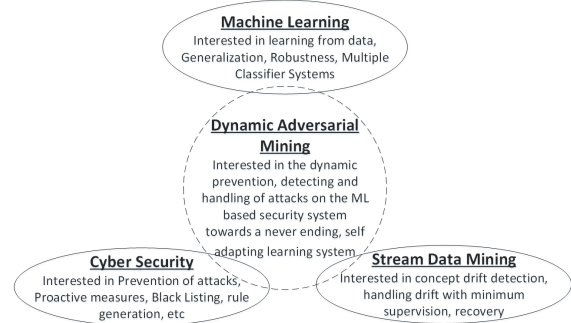 Machine Learning
Interested in learning from data,
Generalization, Robustness, Multiple
Classifier Systems
Dynamic Adversarial
Mining
Interested in the dynamic
prevention, detecting and
handling of attacks on the ML
based security system
towards a never ending, self
adapting learning system
Cyber Security
Interested in Prevention of attacks,
Proactive measures, Black Listing, rule
generation, etc
Stream Data Mining
Interested in concept drift detection,
handling drift with minimum
supervision, recovery